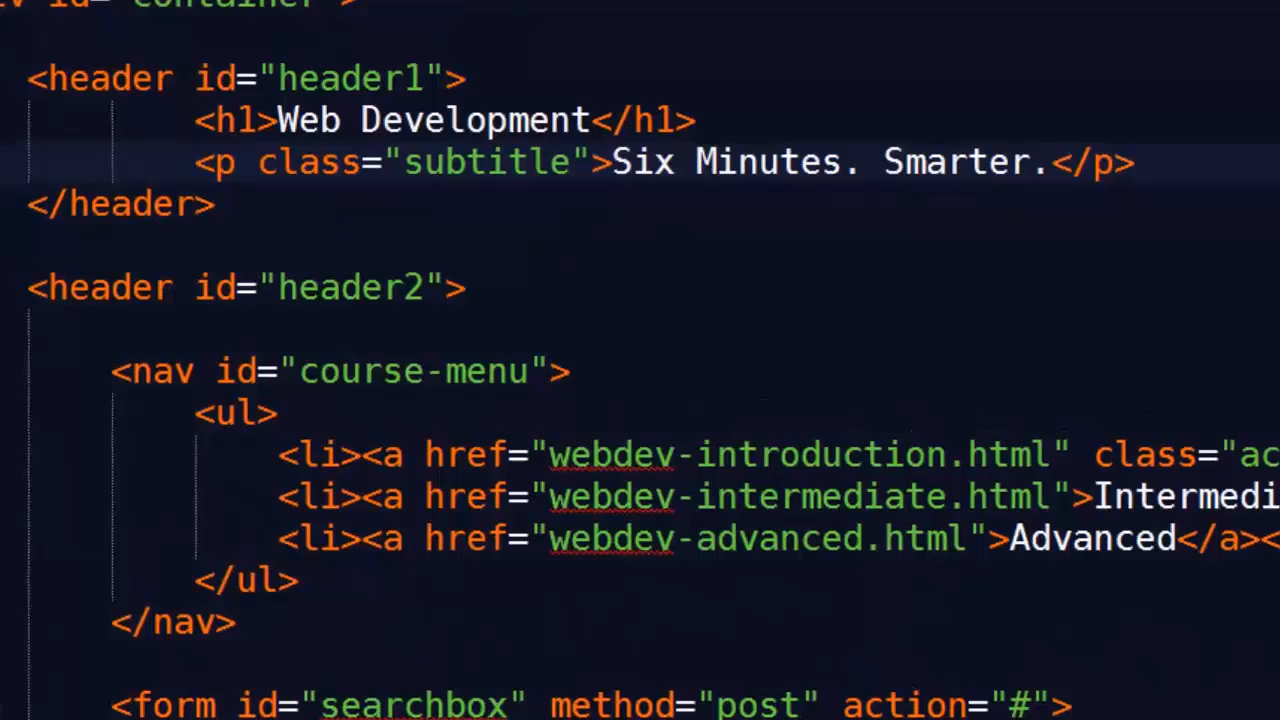 id="container">
<header id="header1">
<h1>Web Development</h1>
<p class="subtitle">Six Minutes. Smarter.</p>
</header>
<header id="header2">
<nav id="course-menu">
<ul>
<li><a href="webdev-introduction.html" class="ac
<li><a href="webdev-intermediate.html">Intermedi
<li><a href="webdev-advanced.html">Advanced</a><
</ul>
</nav>
<form id="searchbox" method="post" action="#">